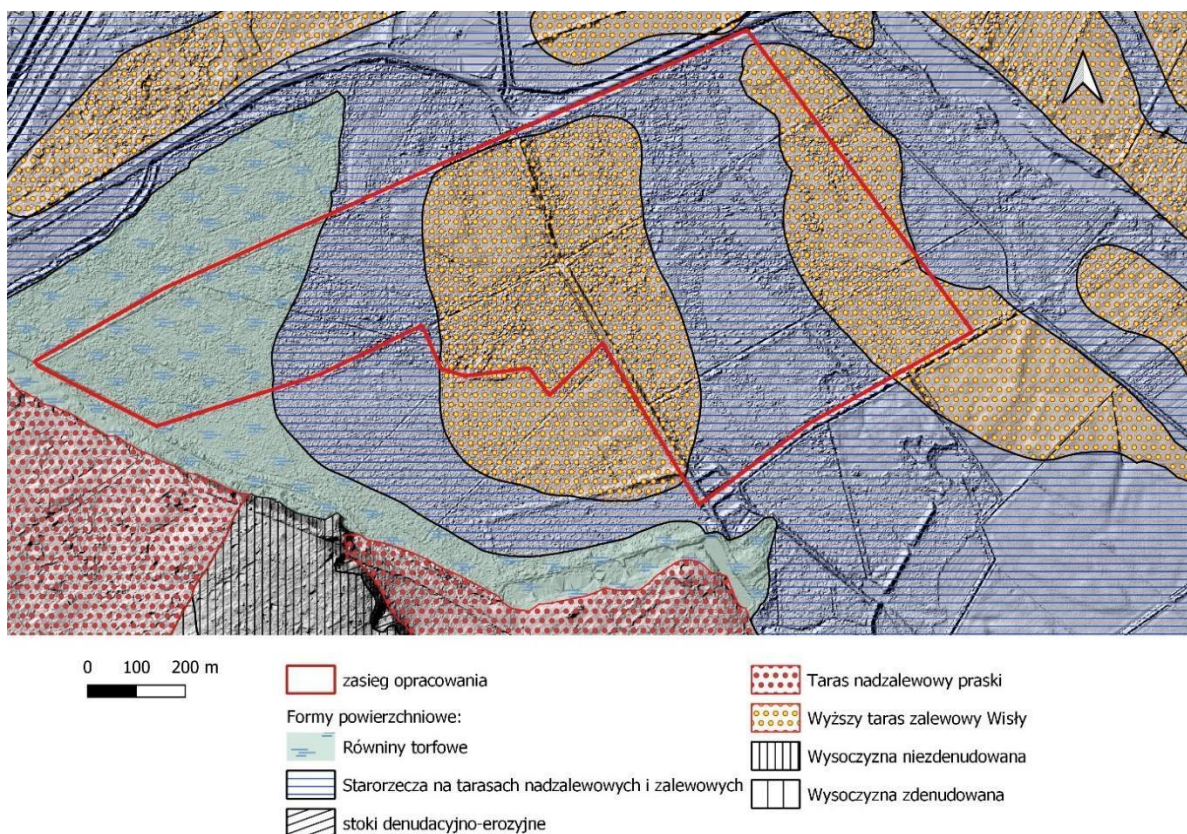 0 100 200 m
zasięg opracowania
Formy powierzchniowe:
Równiny torfowe
Starorzecza na tarasach nadzalewowych i zalewowych
stoki denudacyjno-erozyjne
Taras nadzalewowy praski
Wyższy taras zalewowy Wisły
Wysoczyzna niezdenudowana
Wysoczyzna zdenudowana